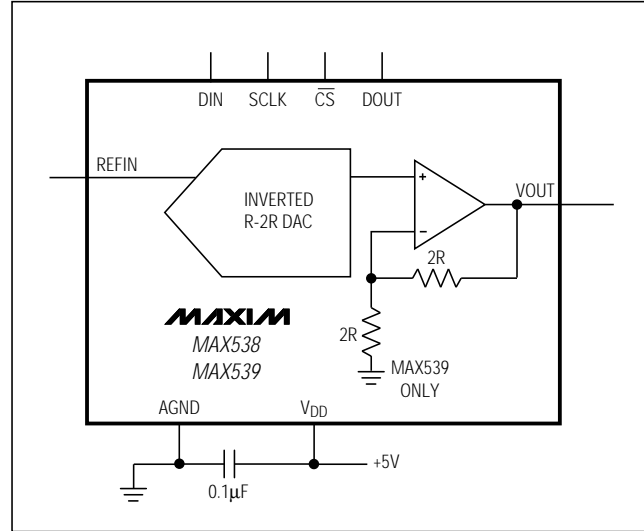 DIN SCLK CS DOUT
REFIN
INVERTED
R-2R DAC
+
−
VOUT
2R
2R
MAXIM
MAX538
MAX539
MAX539
ONLY
AGND VDD
+5V
0.1µF